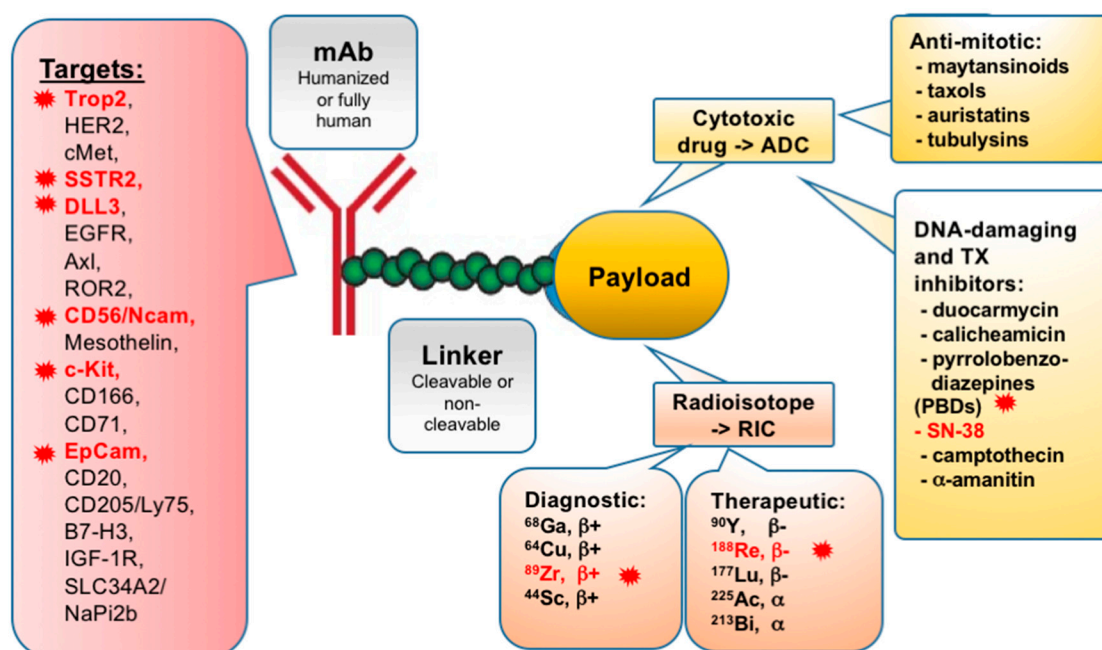 Targets:
Trop2,
HER2,
cMet,
SSTR2,
DLL3,
EGFR,
Axl,
ROR2,
CD56/Ncam,
Mesothelin,
c-Kit,
CD166,
CD71,
EpCam,
CD20,
CD205/Ly75,
B7-H3,
IGF-1R,
SLC34A2/
NaPi2b
mAb
Humanized
or fully
human
Linker
Cleavable or
non-
cleavable
Payload
Cytotoxic
drug -> ADC
Anti-mitotic:
- maytansinoids
- taxols
- auristatins
- tubulysins
DNA-damaging
and TX
inhibitors:
- duocarmycin
- calicheamicin
- pyrrolobenzo-
diazepines
(PBDs)
- SN-38
- camptothecin
- α-amanitin
Radioisotope
-> RIC
Diagnostic:
⁶⁸Ga, β+
⁶⁴Cu, β+
⁸⁹Zr, β+
⁴⁴Sc, β+
Therapeutic:
⁹⁰Y, β-
¹⁸⁸Re, β-
¹⁷⁷Lu, β-
²²⁵Ac, α
²¹³Bi, α